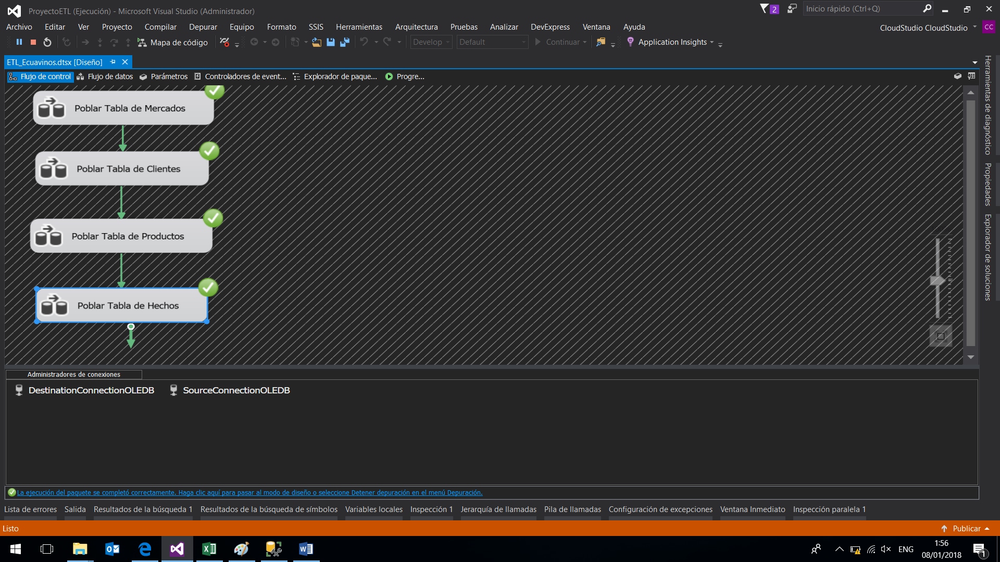 ProyectoETL (Ejecución) - Microsoft Visual Studio (Administrador)
2
Inicio rápido (Ctrl+Q)
Archivo Editar Ver Proyecto Compilar Depurar Equipo Formato SSIS Herramientas Arquitectura Pruebas Analizar DevExpress Ventana Ayuda
CloudStudio CloudStudio CC
Mapa de código Develop Default Continuar Application Insights
ETL_Ecuavinos.dtsx [Diseño]
Flujo de control Flujo de datos Parámetros Controladores de event... Explorador de paque... Progre...
Poblar Tabla de Mercados
Poblar Tabla de Clientes
Poblar Tabla de Productos
Poblar Tabla de Hechos
Herramientas de diagnóstico
Propiedades
Explorador de soluciones
Administradores de conexiones
DestinationConnectionOLEDB SourceConnectionOLEDB
La ejecución del paquete se completó correctamente. Haga clic aquí para pasar al modo de diseño o seleccione Detener depuración en el menú Depuración.
Lista de errores Salida Resultados de la búsqueda 1 Resultados de la búsqueda de símbolos Variables locales Inspección 1 Jerarquía de llamadas Pila de llamadas Configuración de excepciones Ventana Inmediato Inspección paralela 1
Listo Publicar
ENG
1:56
08/01/2018
1